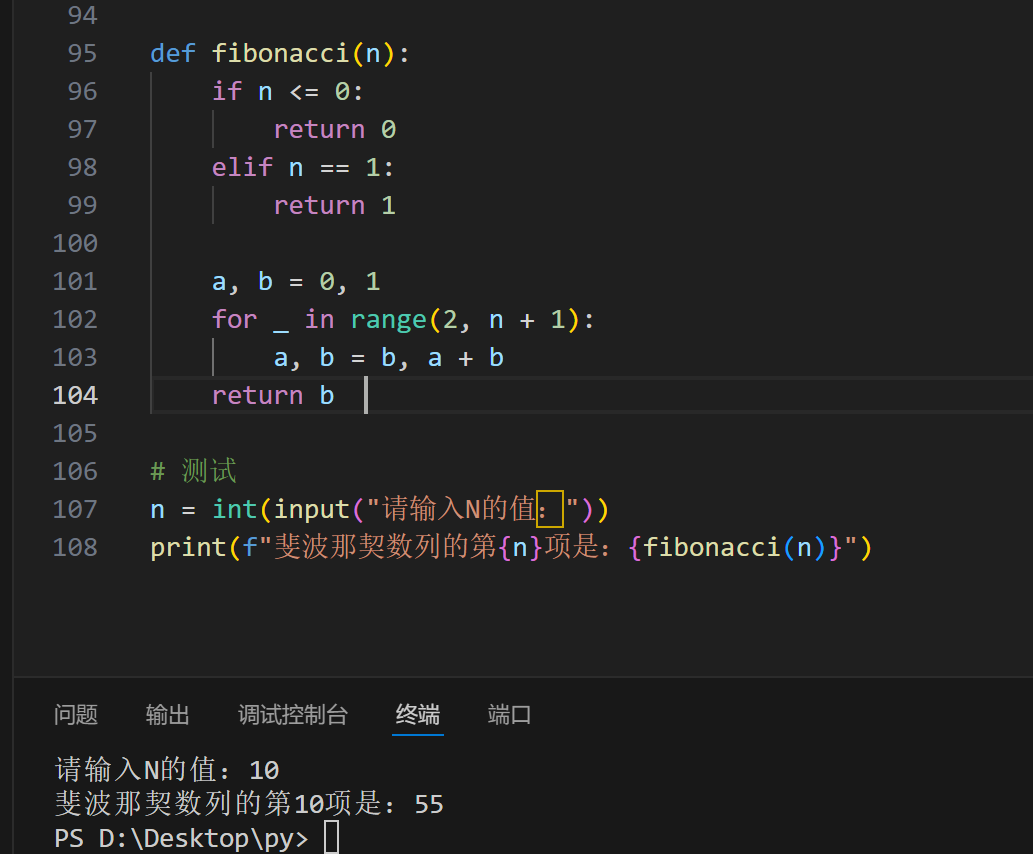 94
95 def fibonacci(n):
96     if n <= 0:
97         return 0
98     elif n == 1:
99         return 1
100
101     a, b = 0, 1
102     for _ in range(2, n + 1):
103         a, b = b, a + b
104     return b
105
106 # 测试
107 n = int(input("请输入N的值："))
108 print(f"斐波那契数列的第{n}项是：{fibonacci(n)}")
问题 输出 调试控制台 终端 端口
请输入N的值：10
斐波那契数列的第10项是：55
PS D:\Desktop\py>